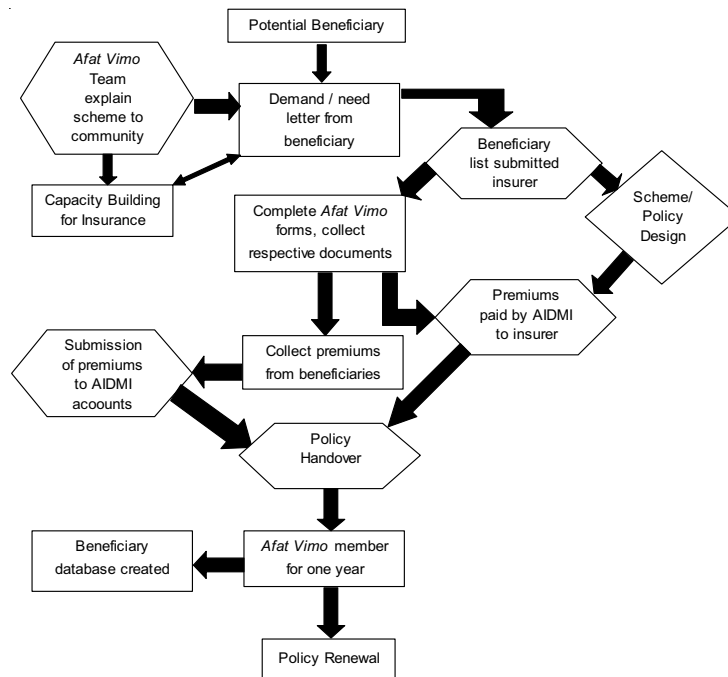 Potential Beneficiary
Afat Vimo
Team
explain
scheme to
community
Demand / need
letter from
beneficiary
Beneficiary
list submitted
insurer
Capacity Building
for Insurance
Complete Afat Vimo
forms, collect
respective documents
Scheme/
Policy
Design
Premiums
paid by AIDMI
to insurer
Submission
of premiums
to AIDMI
acoounts
Collect premiums
from beneficiaries
Policy
Handover
Beneficiary
database created
Afat Vimo member
for one year
Policy Renewal